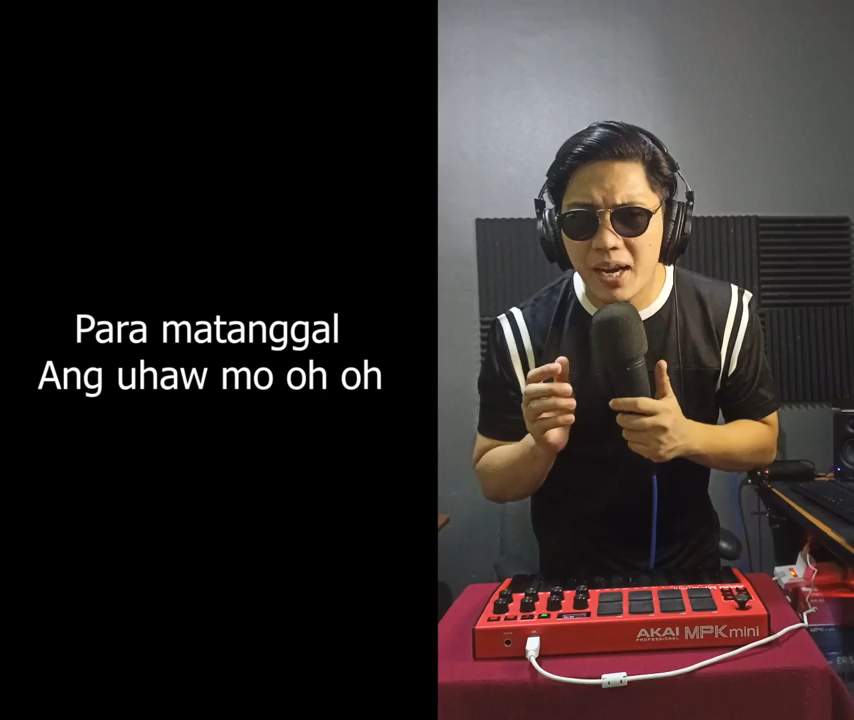 Para matanggal
Ang uhaw mo oh oh
AKAI MPK mini
PROFESSIONAL